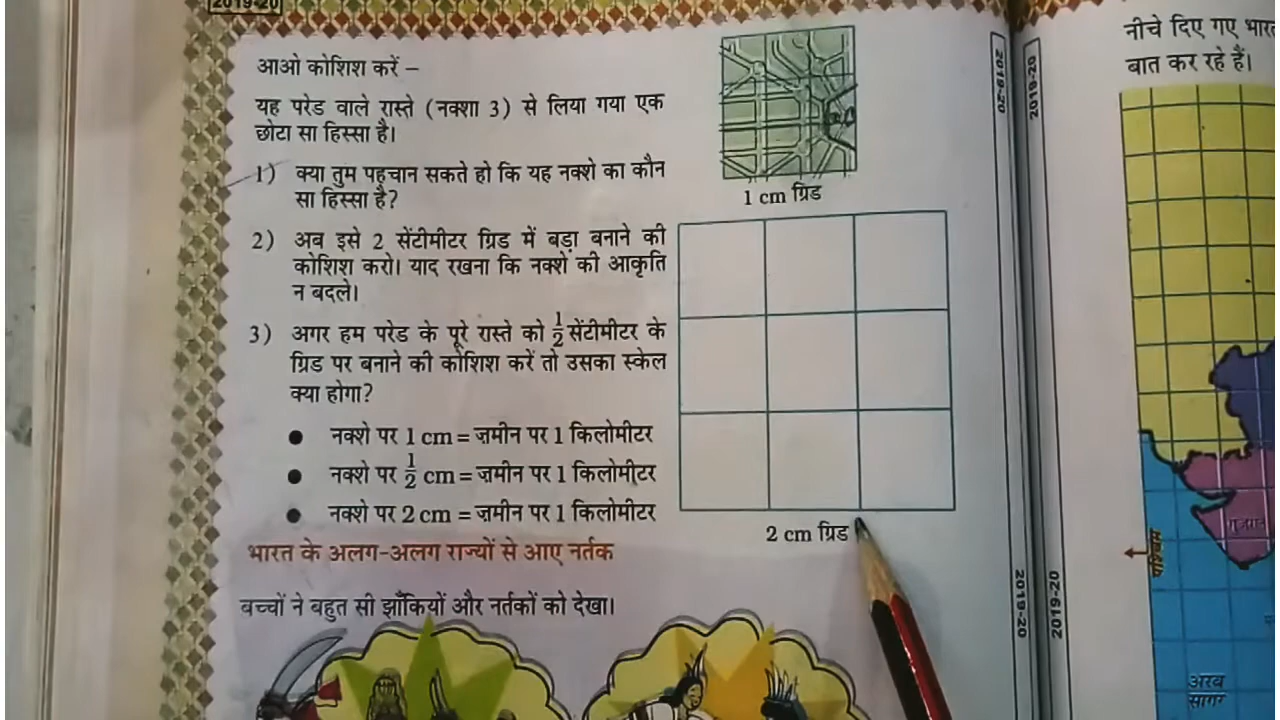 2019-20
आओ कोशिश करें –
यह परेड वाले रास्ते (नक्शा 3) से लिया गया एक
छोटा सा हिस्सा है।
1) क्या तुम पहचान सकते हो कि यह नक्शे का कौन
सा हिस्सा है?
2) अब इसे 2 सेंटीमीटर ग्रिड में बड़ा बनाने की
कोशिश करो। याद रखना कि नक्शे की आकृति
न बदले।
3) अगर हम परेड के पूरे रास्ते को 1/2 सेंटीमीटर के
ग्रिड पर बनाने की कोशिश करें तो उसका स्केल
क्या होगा?
● नक्शे पर 1 cm = ज़मीन पर 1 किलोमीटर
● नक्शे पर 1/2 cm = ज़मीन पर 1 किलोमीटर
● नक्शे पर 2 cm = ज़मीन पर 1 किलोमीटर
1 cm ग्रिड
2 cm ग्रिड
भारत के अलग-अलग राज्यों से आए नर्तक
बच्चों ने बहुत सी झाँकियों और नर्तकों को देखा।
2019-20
2019-20
2019-20
2019-20
नीचे दिए गए भारत
बात कर रहे हैं।
गुजरात
पश्चिम
अरब
सागर